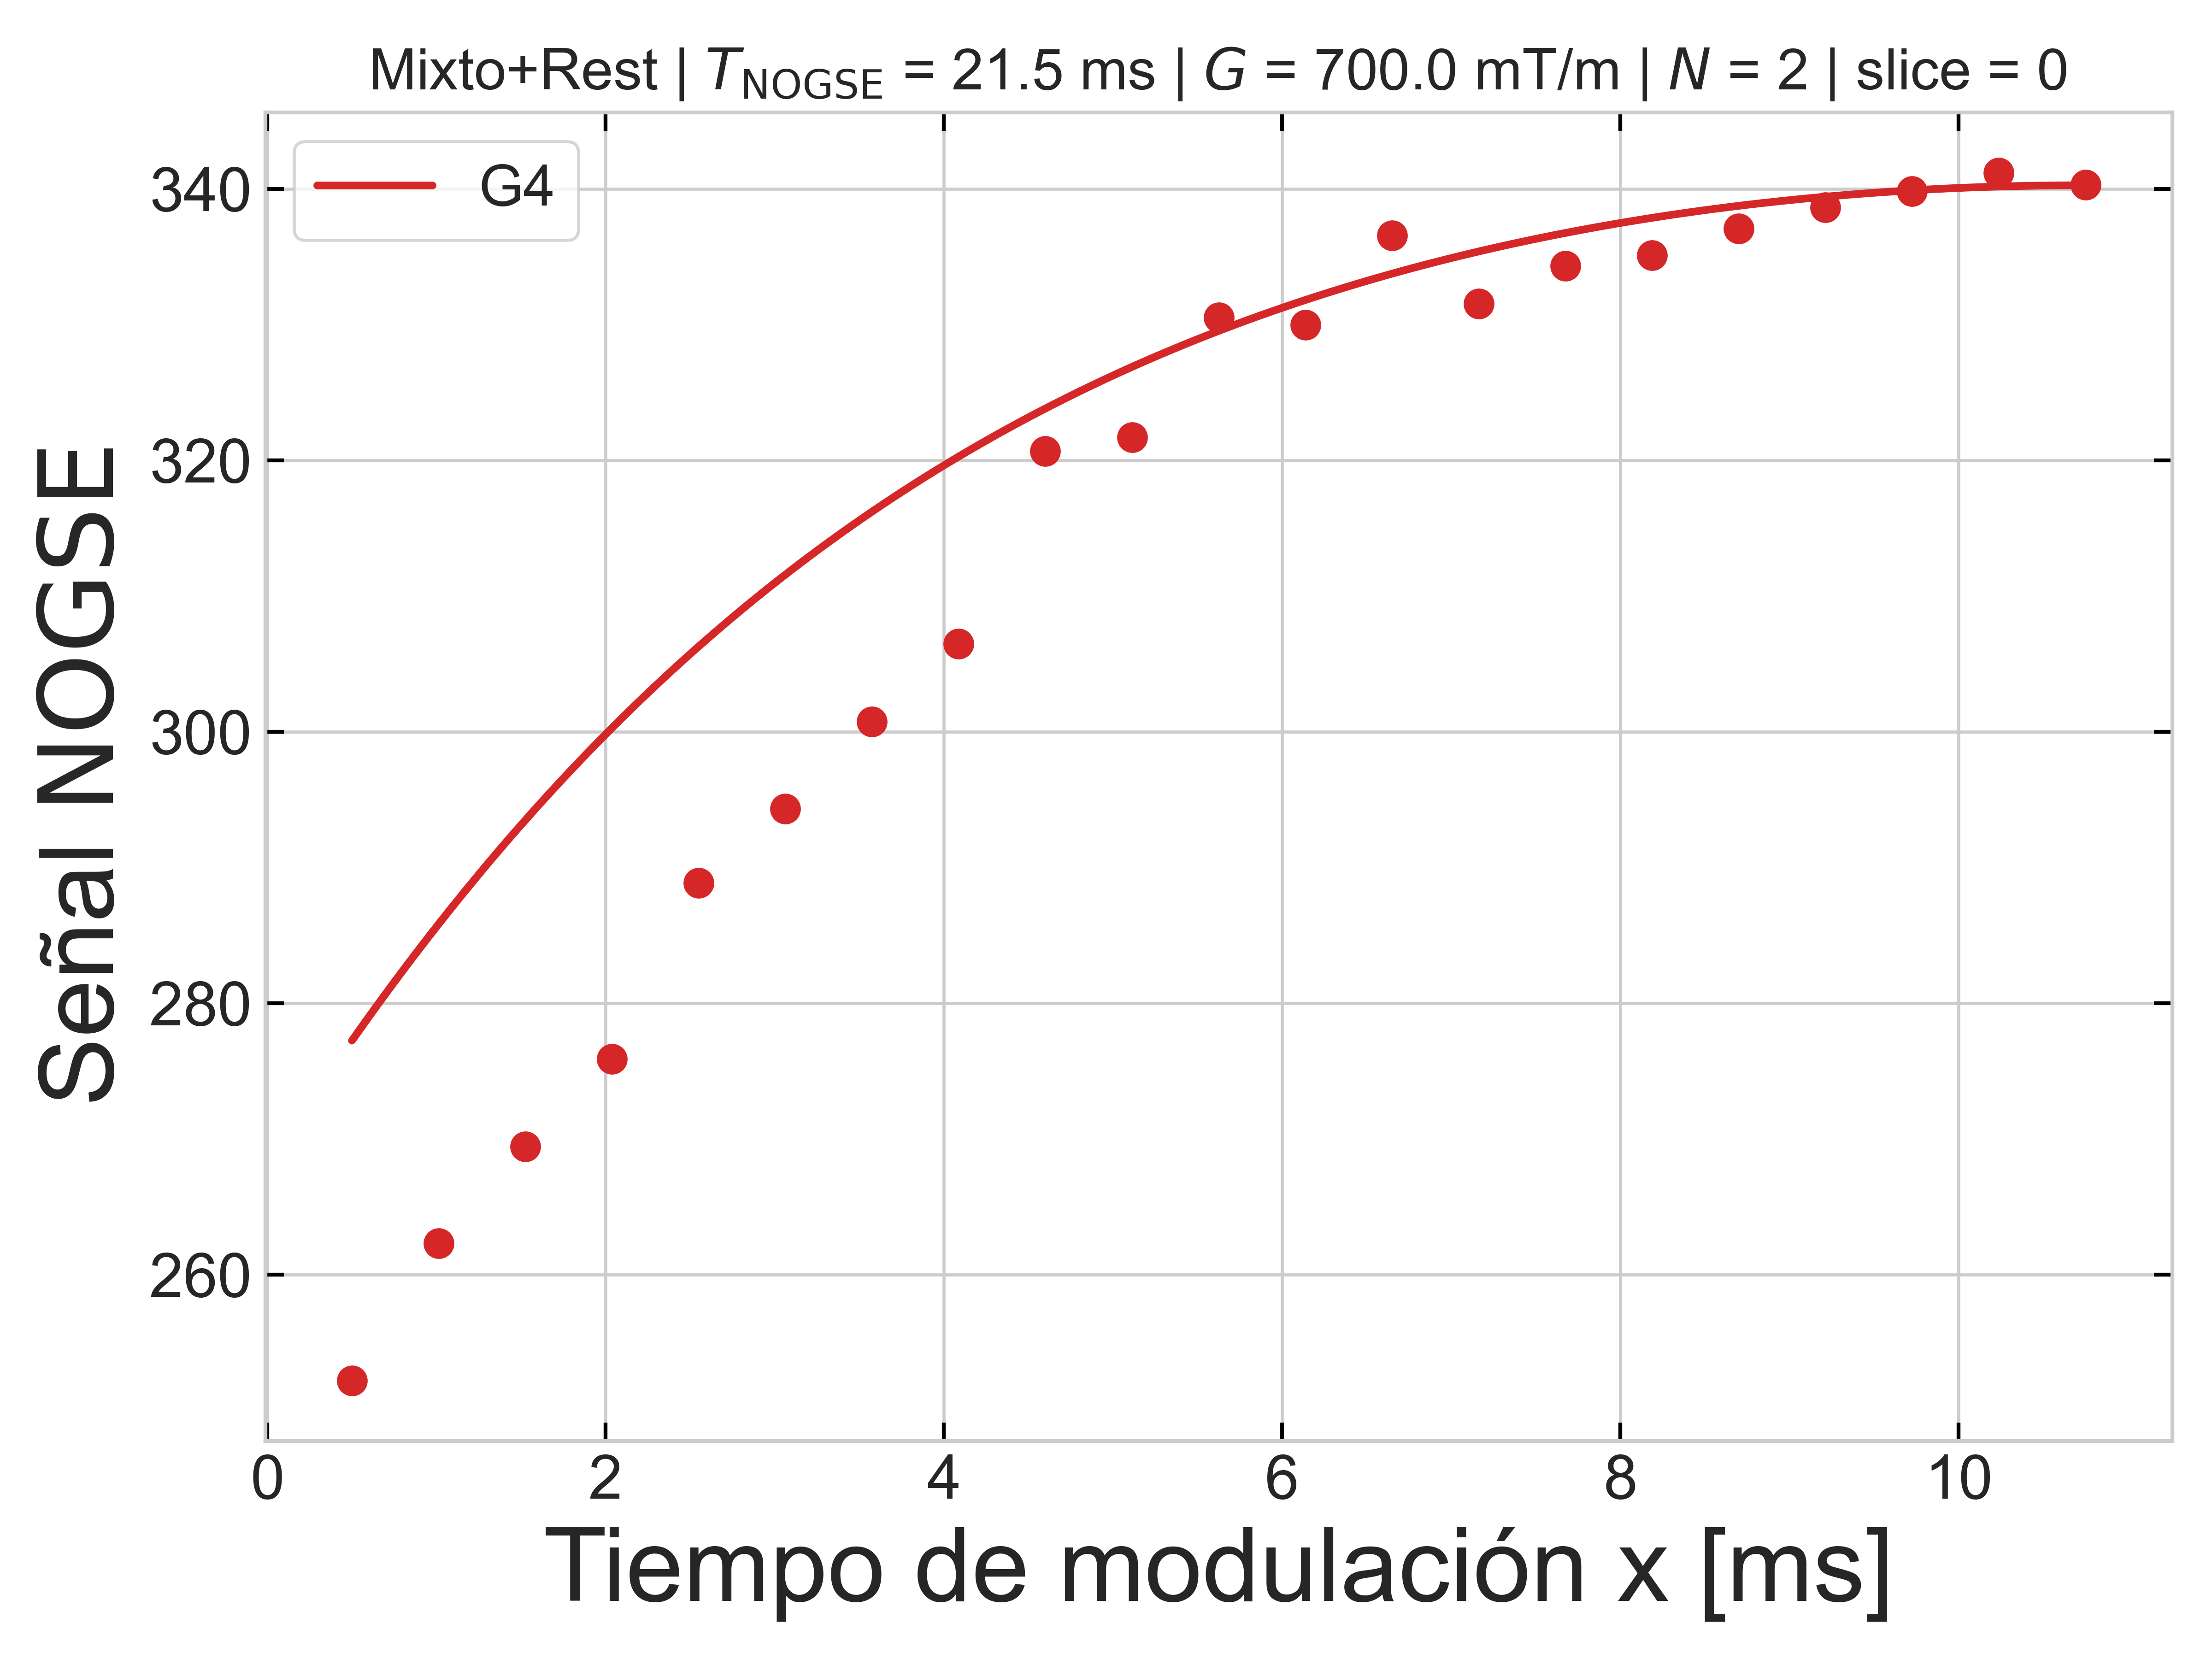 Mixto+Rest | T_NOGSE = 21.5 ms | G = 700.0 mT/m | N = 2 | slice = 0
G4
340
320
300
280
260
Señal NOGSE
0 2 4 6 8 10
Tiempo de modulación x [ms]